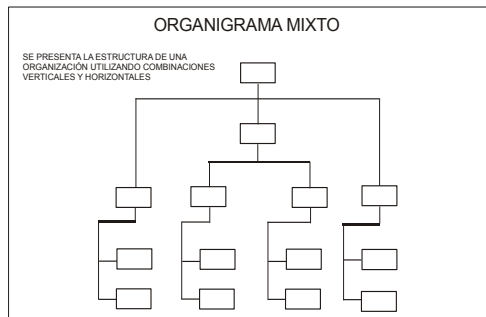 ORGANIGRAMA MIXTO
SE PRESENTA LA ESTRUCTURA DE UNA
ORGANIZACIÓN UTILIZANDO COMBINACIONES
VERTICALES Y HORIZONTALES